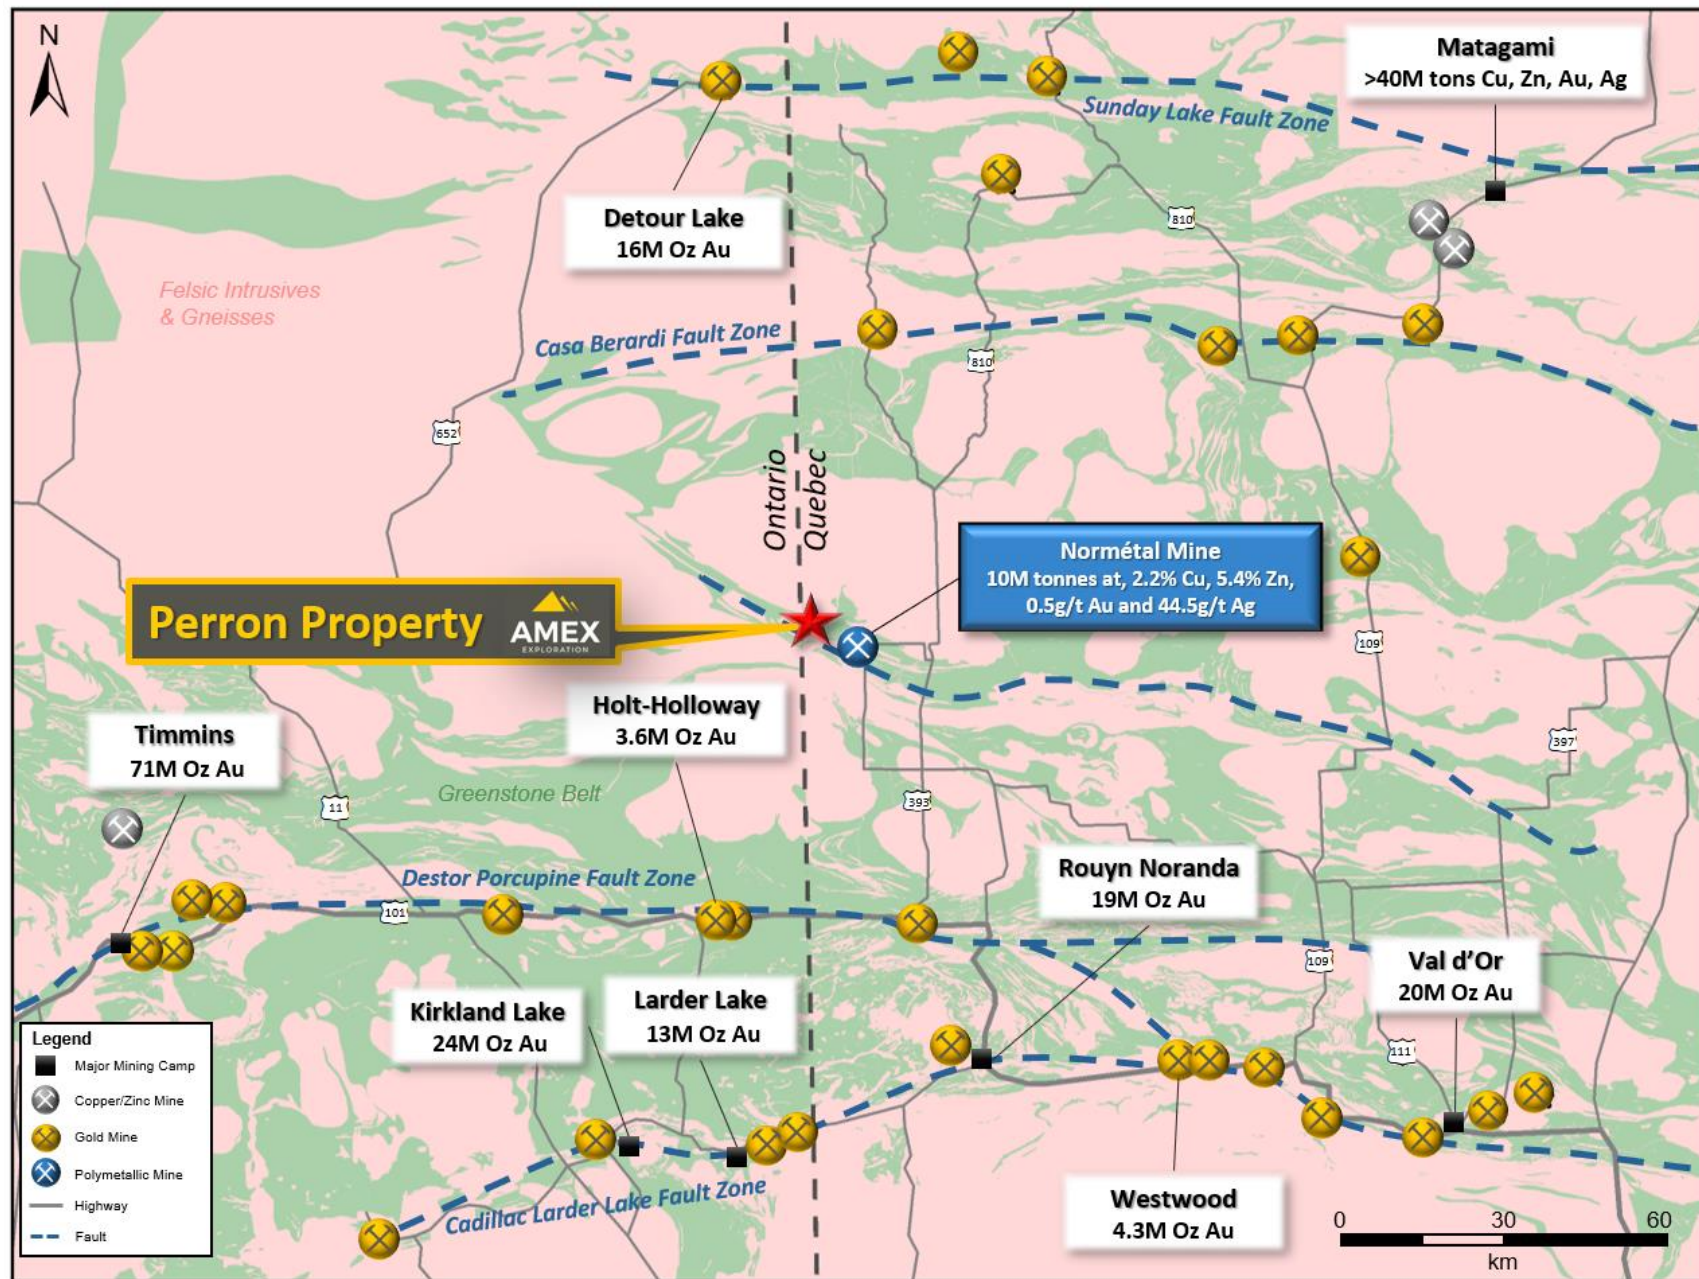 N
Matagami
>40M tons Cu, Zn, Au, Ag
Sunday Lake Fault Zone
Detour Lake
16M Oz Au
810
Felsic Intrusives
& Gneisses
Casa Berardi Fault Zone
810
652
Ontario
Quebec
Normétal Mine
10M tonnes at, 2.2% Cu, 5.4% Zn,
0.5g/t Au and 44.5g/t Ag
Perron Property
AMEX
EXPLORATION
109
Holt-Holloway
3.6M Oz Au
Timmins
71M Oz Au
397
Greenstone Belt
11
393
Destor Porcupine Fault Zone
101
Rouyn Noranda
19M Oz Au
109
Val d’Or
20M Oz Au
Kirkland Lake
24M Oz Au
Larder Lake
13M Oz Au
111
Cadillac Larder Lake Fault Zone
Westwood
4.3M Oz Au
Legend
Major Mining Camp
Copper/Zinc Mine
Gold Mine
Polymetallic Mine
Highway
Fault
0 30 60
km